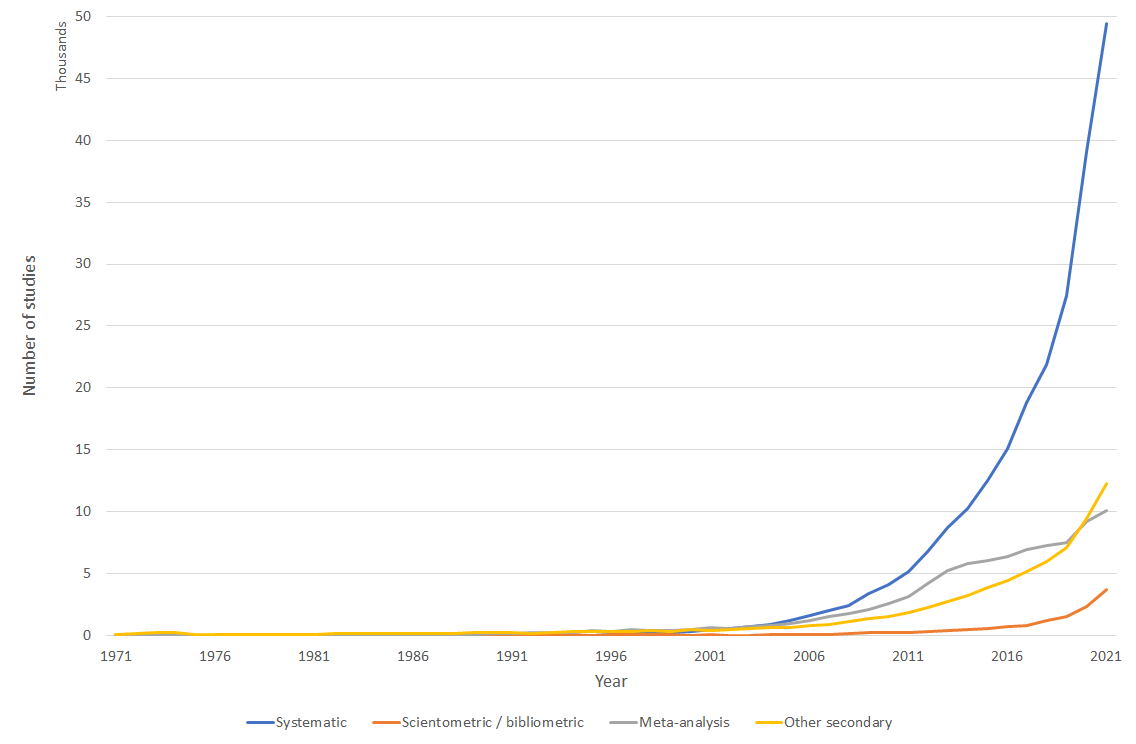 Thousands
50
45
40
35
30
25
20
15
10
5
0
Number of studies
1971 1976 1981 1986 1991 1996 2001 2006 2011 2016 2021
Year
Systematic Scientometric / bibliometric Meta-analysis Other secondary